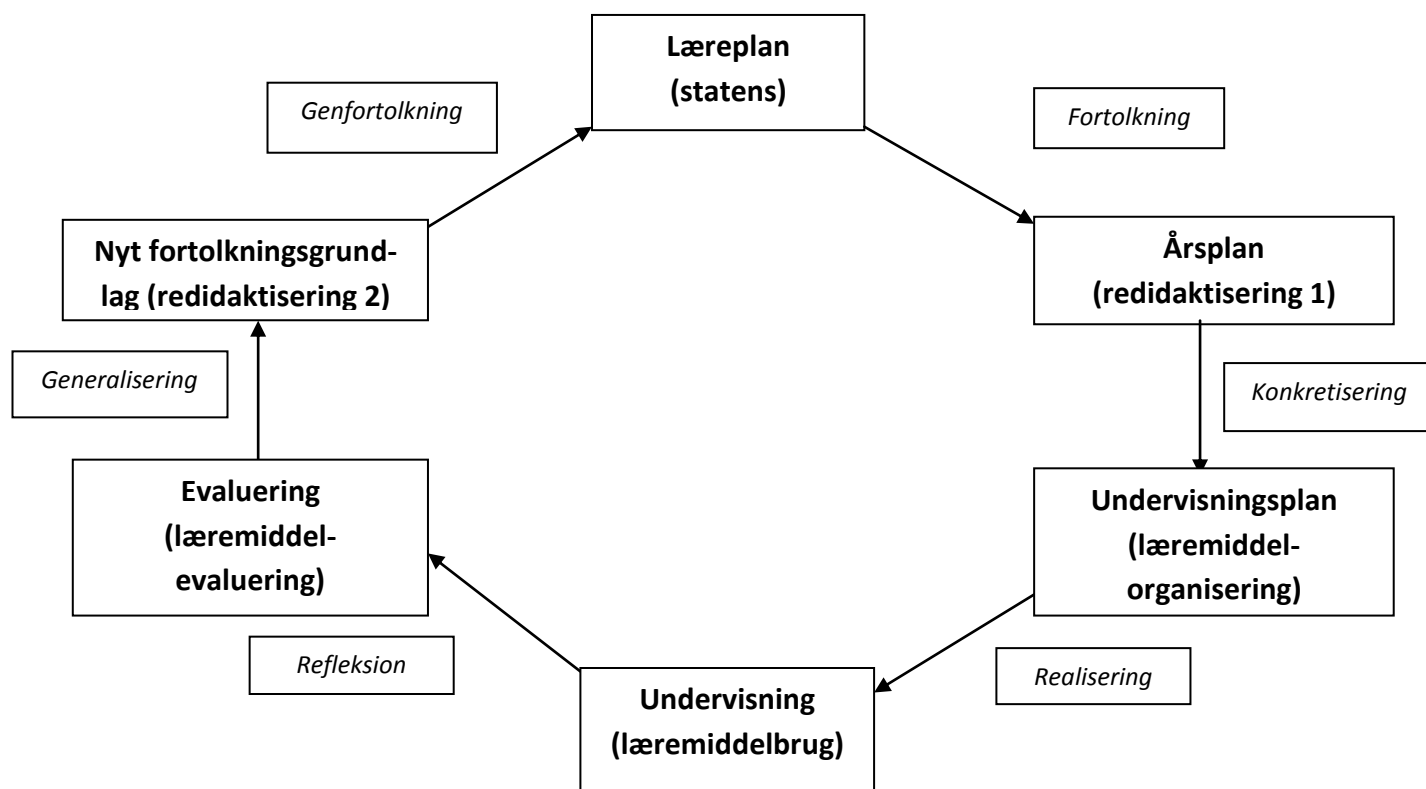 Læreplan
(statens)
Genfortolkning
Fortolkning
Nyt fortolkningsgrund-
lag (redidaktisering 2)
Årsplan
(redidaktisering 1)
Generalisering
Konkretisering
Evaluering
(læremiddel-
evaluering)
Undervisningsplan
(læremiddel-
organisering)
Refleksion
Realisering
Undervisning
(læremiddelbrug)